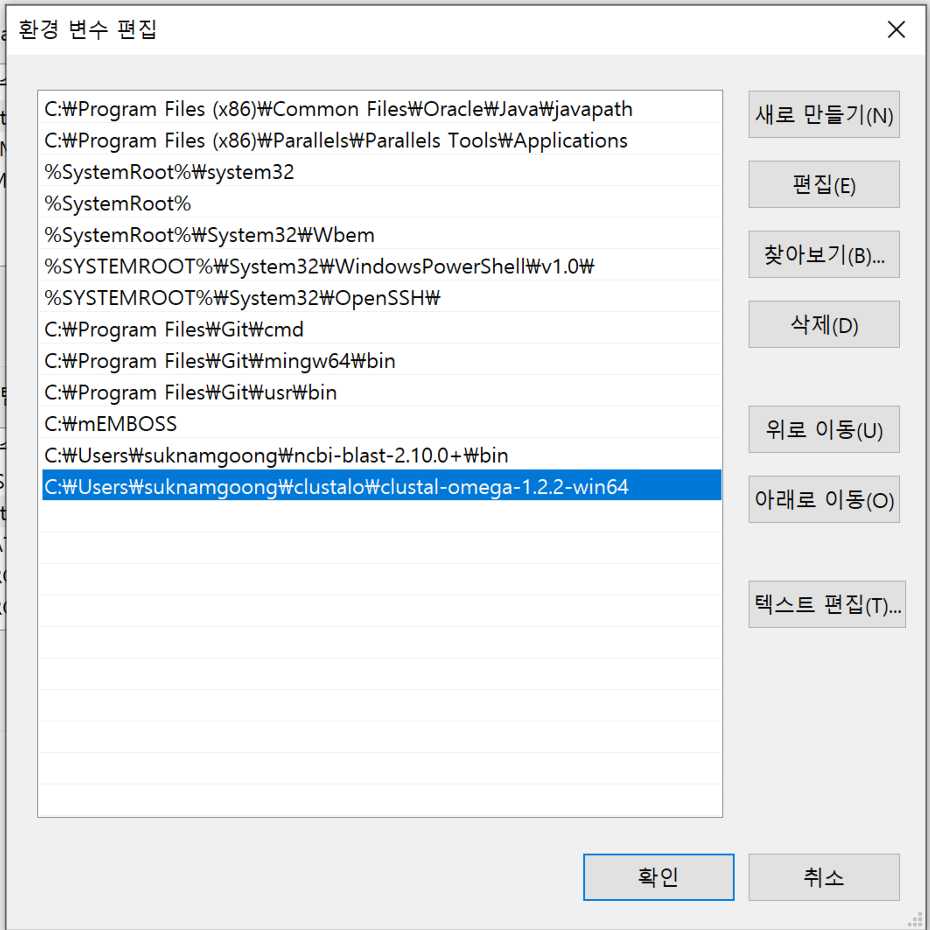 환경 변수 편집
C:₩Program Files (x86)₩Common Files₩Oracle₩Java₩javapath
C:₩Program Files (x86)₩Parallels₩Parallels Tools₩Applications
%SystemRoot%₩system32
%SystemRoot%
%SystemRoot%₩System32₩Wbem
%SYSTEMROOT%₩System32₩WindowsPowerShell₩v1.0₩
%SYSTEMROOT%₩System32₩OpenSSH₩
C:₩Program Files₩Git₩cmd
C:₩Program Files₩Git₩mingw64₩bin
C:₩Program Files₩Git₩usr₩bin
C:₩mEMBOSS
C:₩Users₩suknamgoong₩ncbi-blast-2.10.0+₩bin
C:₩Users₩suknamgoong₩clustalo₩clustal-omega-1.2.2-win64
새로 만들기(N)
편집(E)
찾아보기(B)...
삭제(D)
위로 이동(U)
아래로 이동(O)
텍스트 편집(T)...
확인
취소